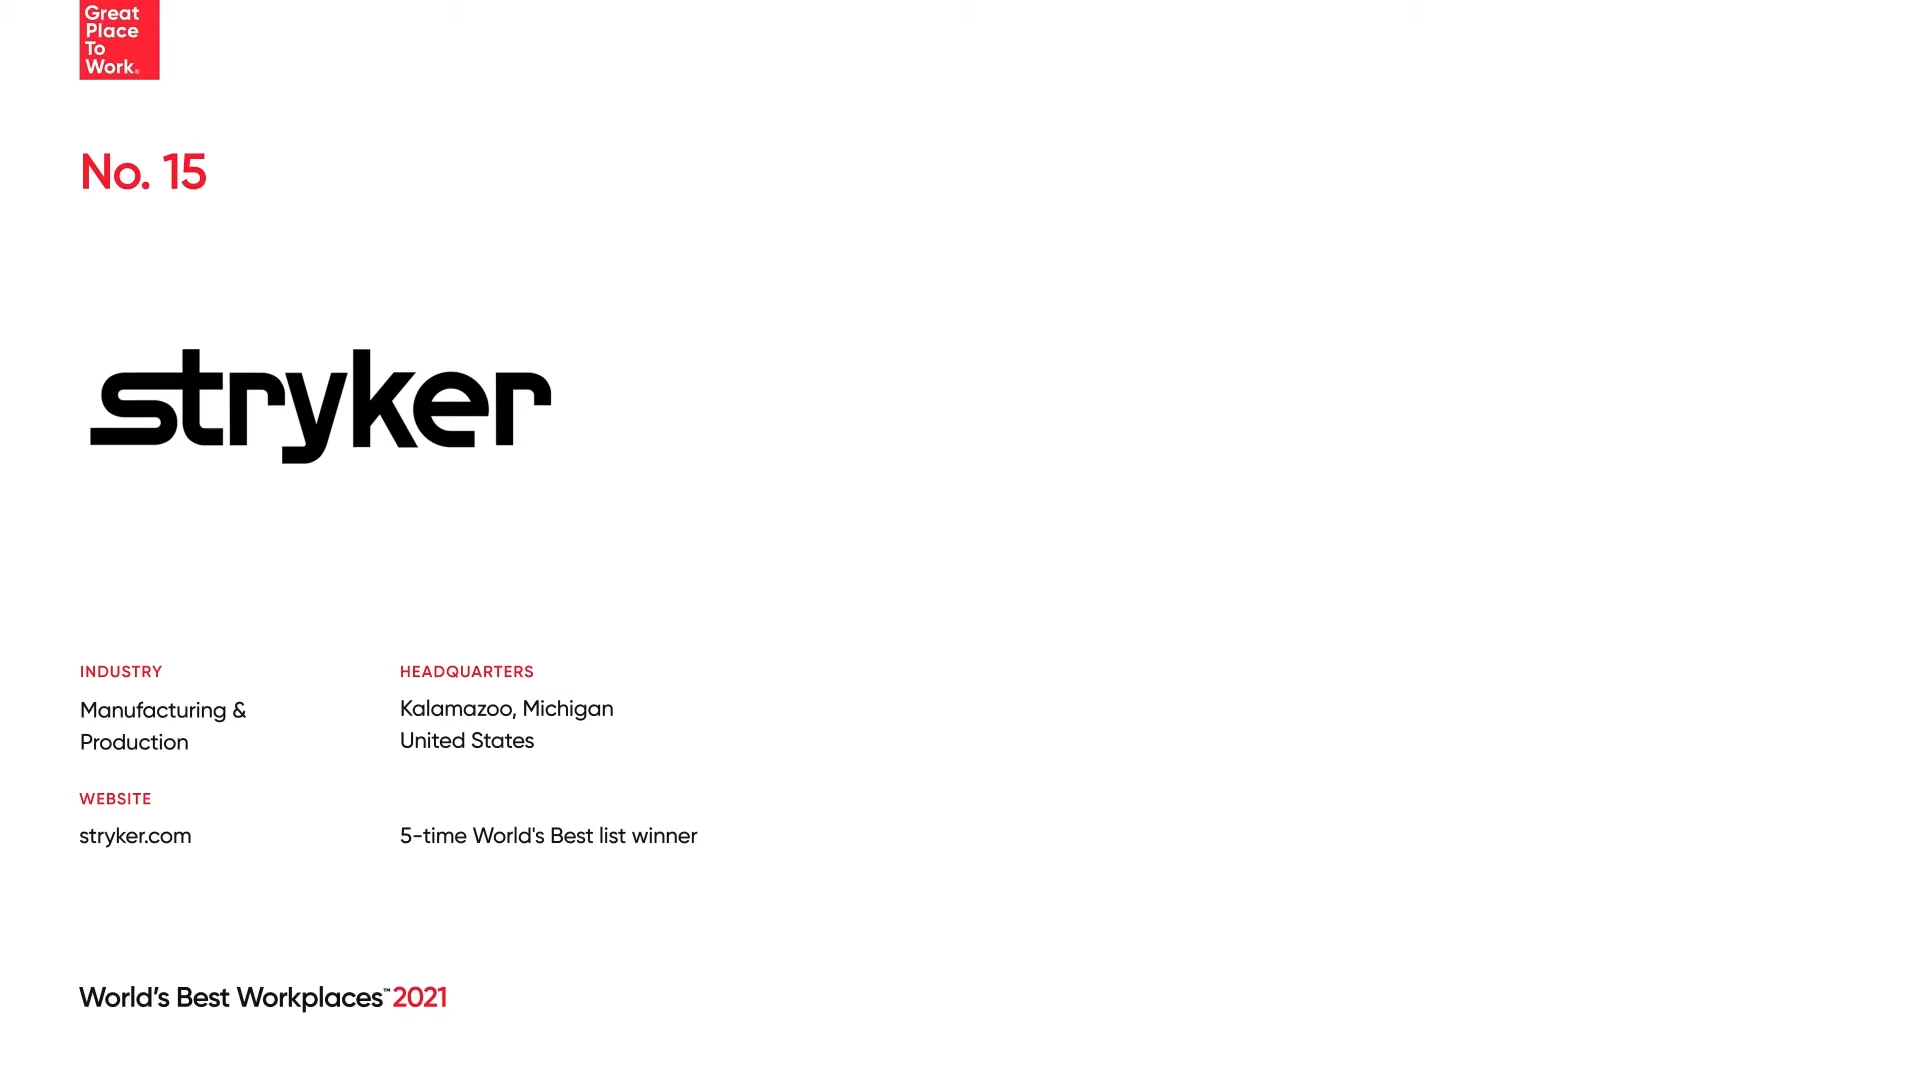 Great
Place
To
Work®
No. 15
stryker
INDUSTRY
Manufacturing &
Production
HEADQUARTERS
Kalamazoo, Michigan
United States
WEBSITE
stryker.com
5-time World's Best list winner
World’s Best Workplaces™ 2021